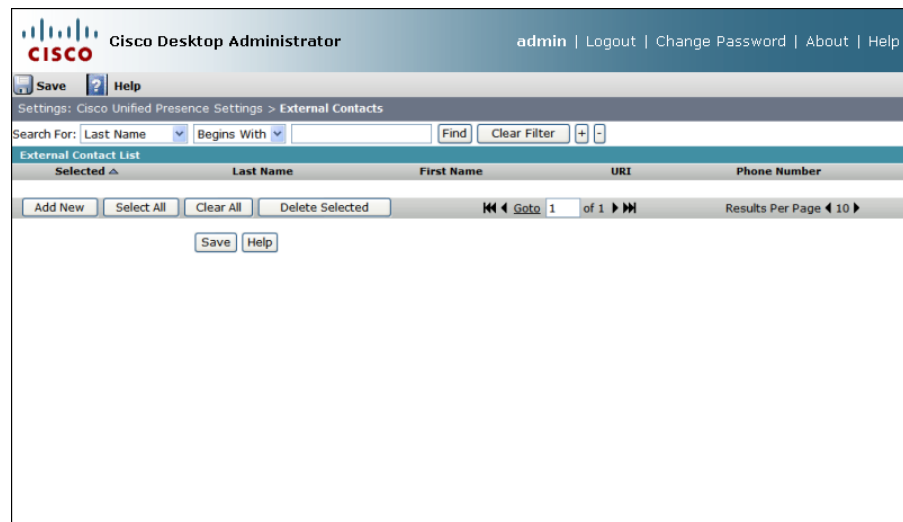 CISCO Cisco Desktop Administrator admin | Logout | Change Password | About | Help
Save ? Help
Settings: Cisco Unified Presence Settings > External Contacts
Search For: Last Name Begins With Find Clear Filter + -
External Contact List
Selected Last Name First Name URI Phone Number
Add New Select All Clear All Delete Selected Goto 1 of 1 Results Per Page 10
Save Help